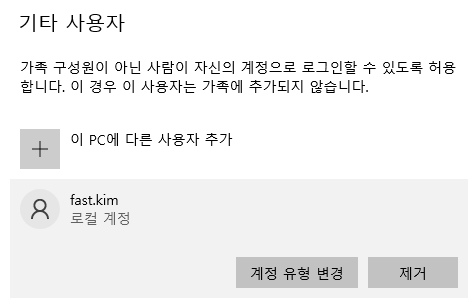 기타 사용자
가족 구성원이 아닌 사람이 자신의 계정으로 로그인할 수 있도록 허용
합니다. 이 경우 이 사용자는 가족에 추가되지 않습니다.
이 PC에 다른 사용자 추가
fast.kim
로컬 계정
계정 유형 변경
제거